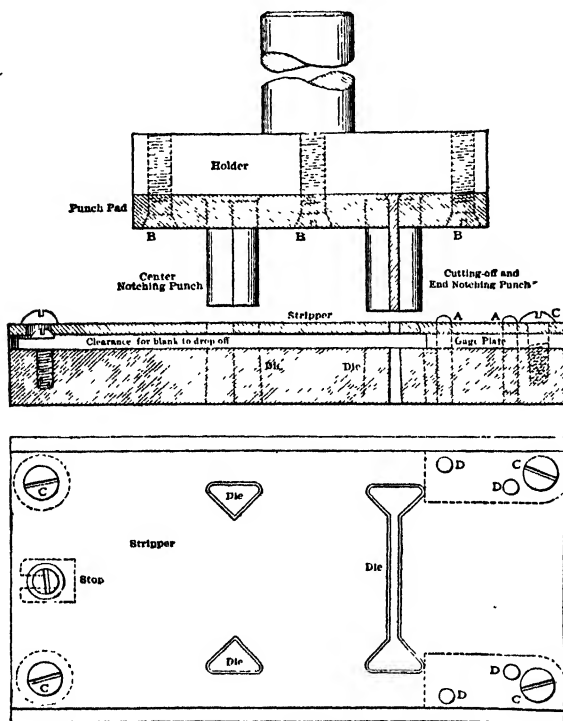 Holder
Punch Pad
B
B
B
Center
Notching Punch
Cutting-off and
End Notching Punch
Stripper
A
A
C
Clearance for blank to drop off
Gage Plate
Die
Die
C
Die
D
C
D
Stripper
Die
Stop
Die
C
D
D
C